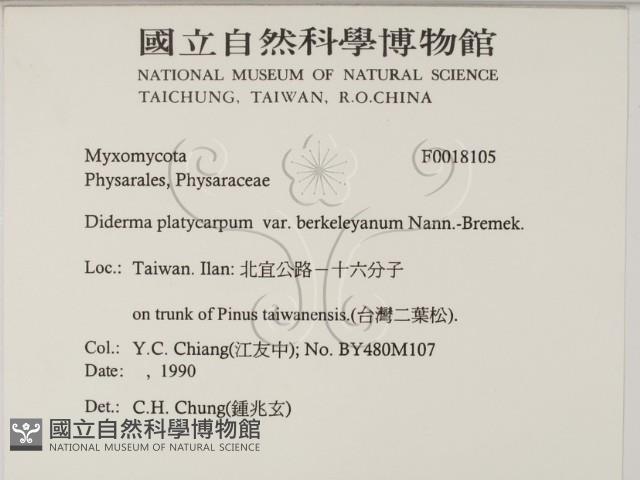 國立自然科學博物館
NATIONAL MUSEUM OF NATURAL SCIENCE
TAICHUNG, TAIWAN, R.O.CHINA
Myxomycota F0018105
Physarales, Physaraceae
Diderma platycarpum var. berkeleyanum Nann.-Bremek.
Loc.: Taiwan. Ilan: 北宜公路－十六分子
on trunk of Pinus taiwanensis.(台灣二葉松).
Col.: Y.C. Chiang(江友中); No. BY480M107
Date: , 1990
Det.: C.H. Chung(鍾兆玄)
國立自然科學博物館
NATIONAL MUSEUM OF NATURAL SCIENCE